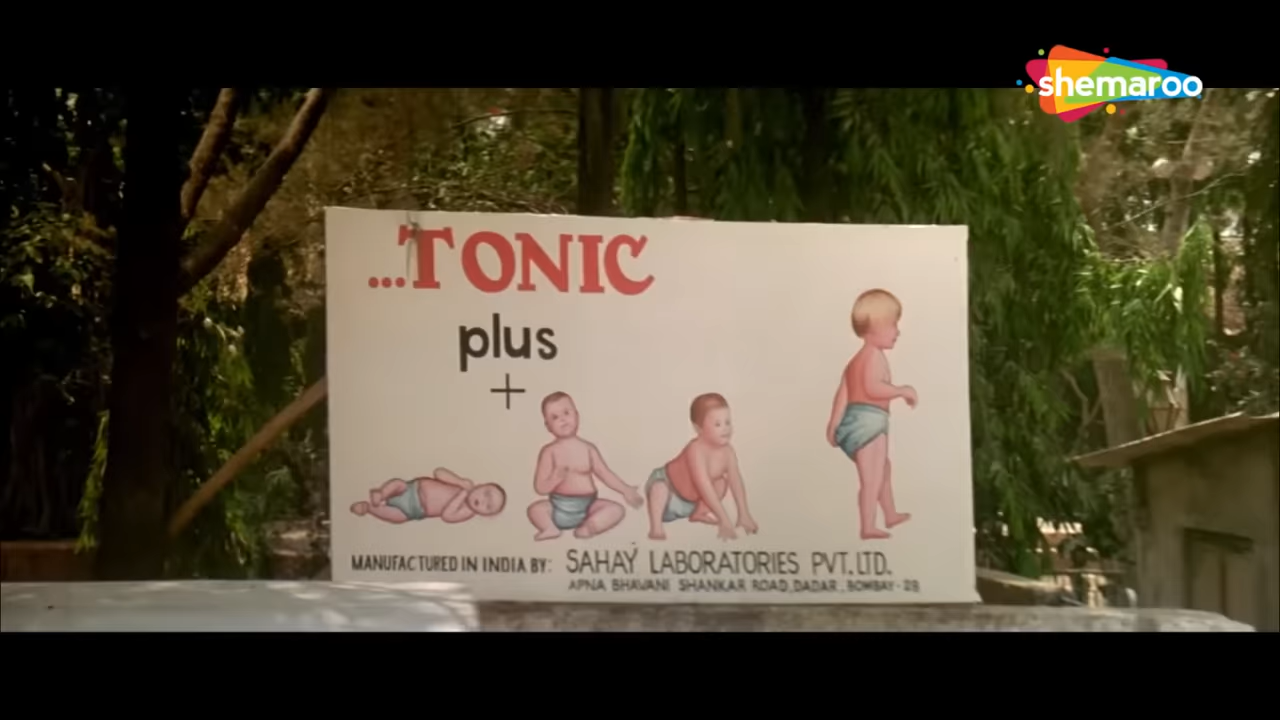 shemaroo
...TONIC
plus
+
MANUFACTURED IN INDIA BY: SAHAY LABORATORIES PVT. LTD.
APNA BHAVANI SHANKAR ROAD, DADAR, BOMBAY - 28